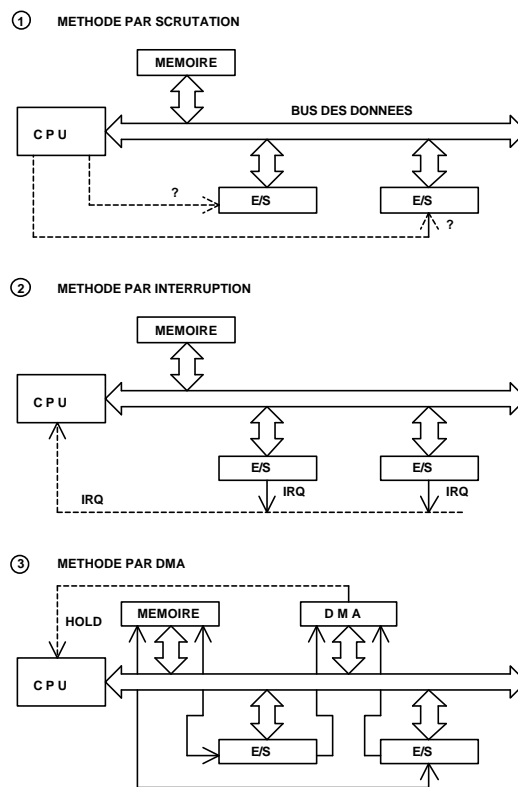 1 METHODE PAR SCRUTATION
MEMOIRE
BUS DES DONNEES
C P U
?
E/S
E/S
?
2 METHODE PAR INTERRUPTION
MEMOIRE
C P U
E/S
E/S
IRQ
IRQ
IRQ
3 METHODE PAR DMA
MEMOIRE
D M A
HOLD
C P U
E/S
E/S